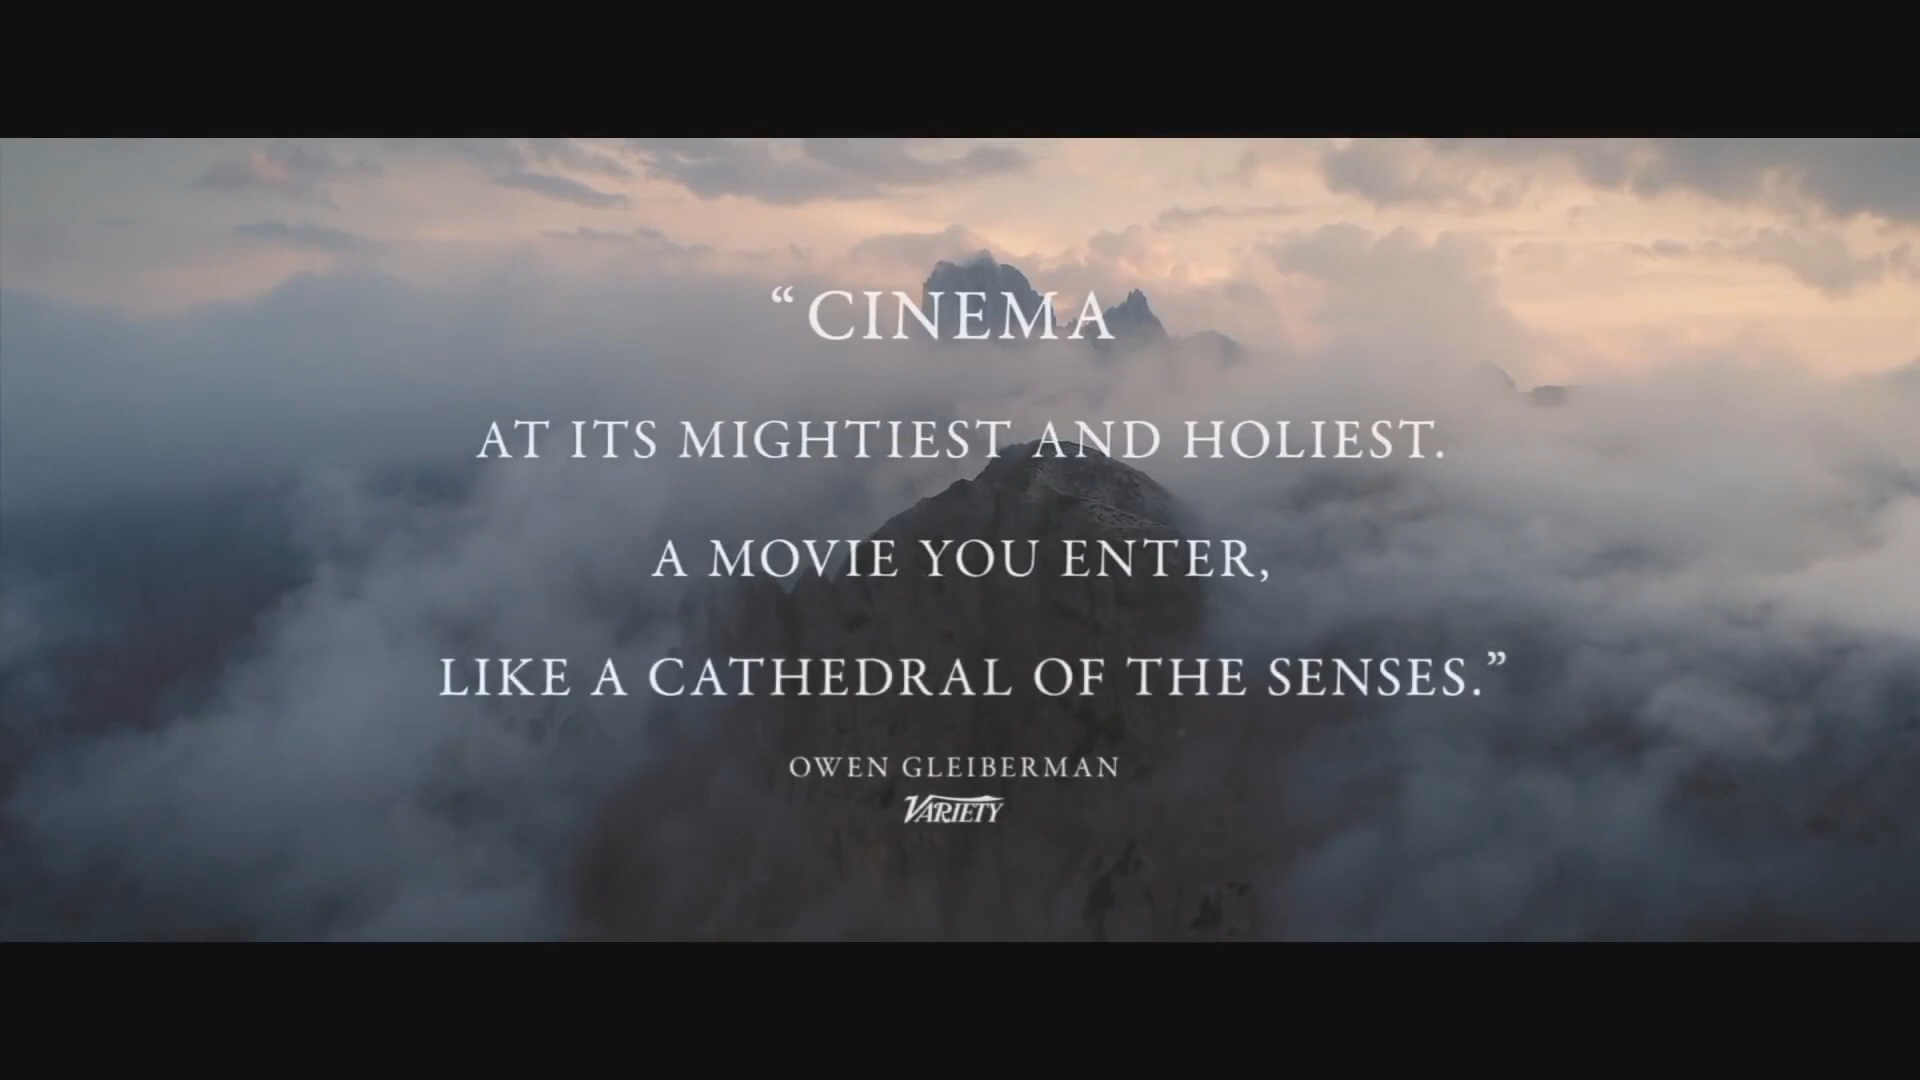 “CINEMA
AT ITS MIGHTIEST AND HOLIEST.
A MOVIE YOU ENTER,
LIKE A CATHEDRAL OF THE SENSES.”
OWEN GLEIBERMAN
VARIETY